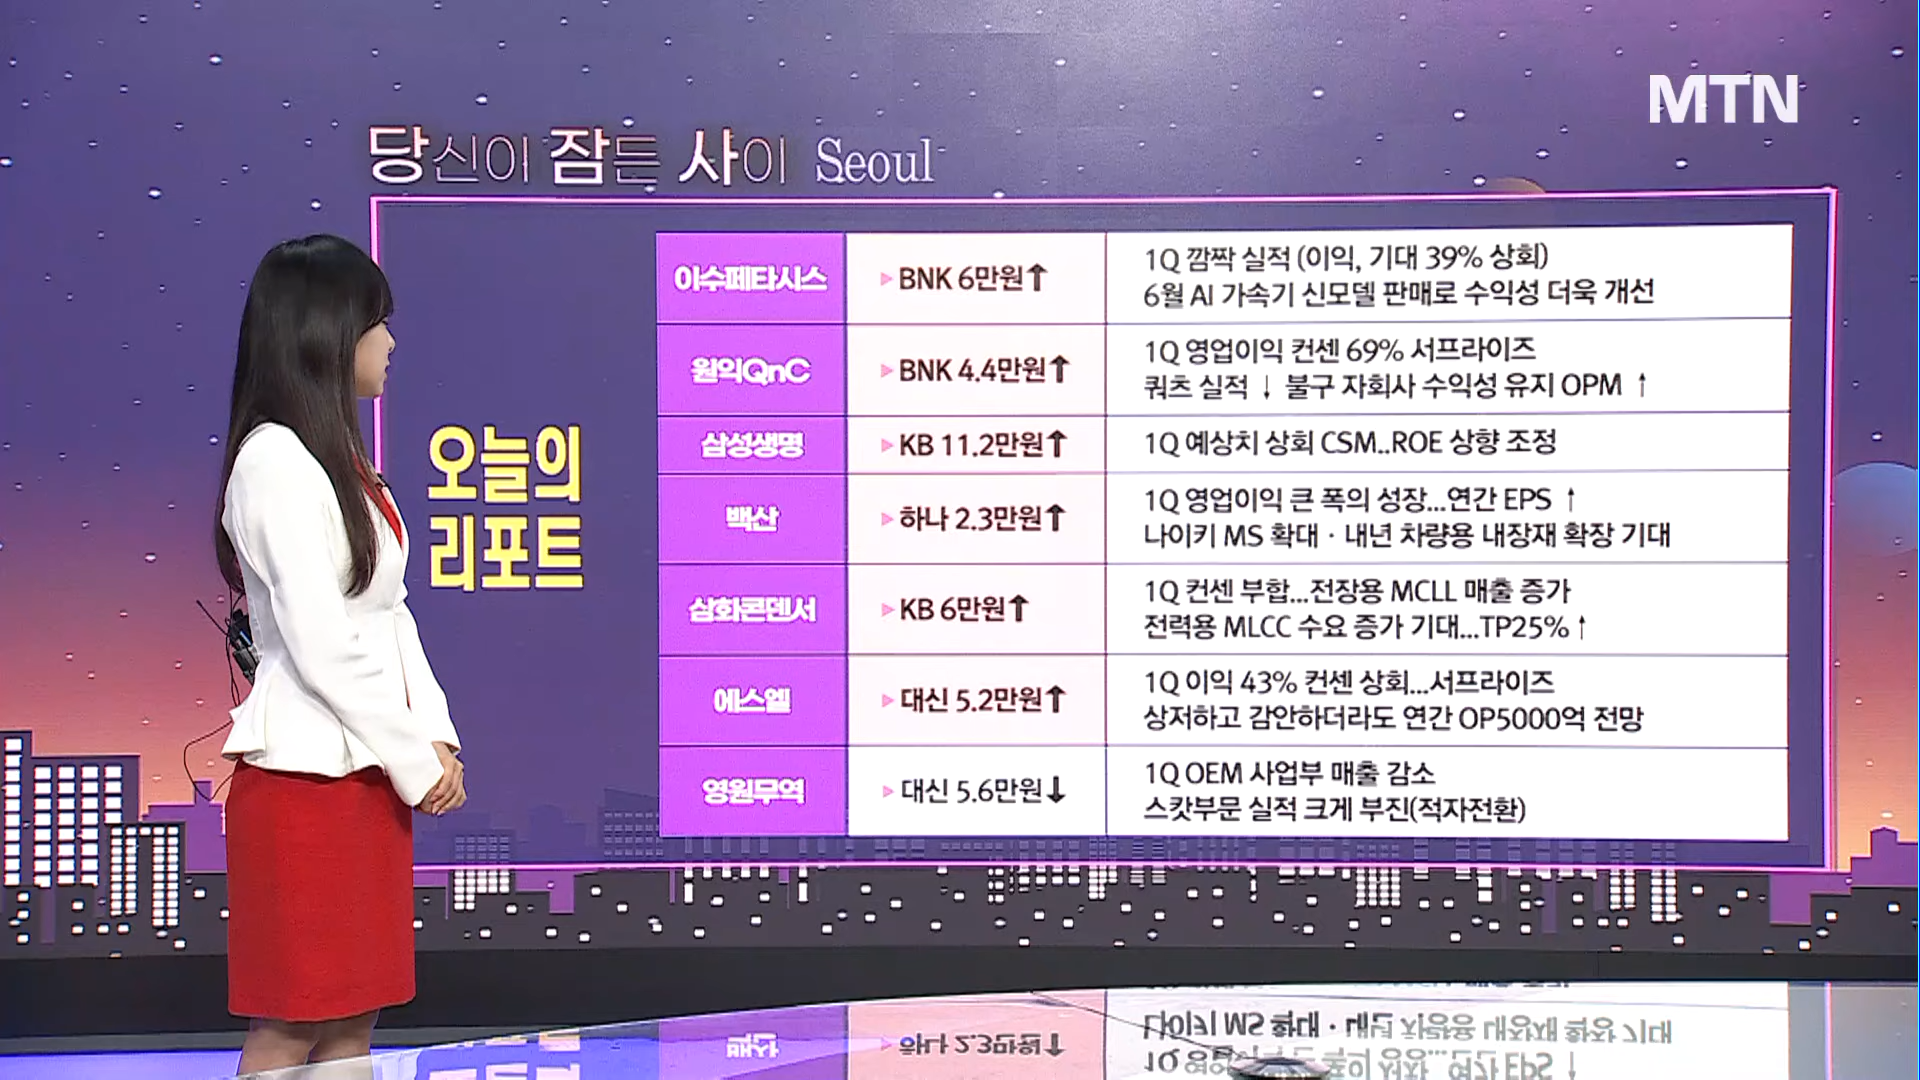 MTN
당신이 잠든 사이 Seoul
오늘의
리포트
이수페타시스
▶ BNK 6만원⬆
1Q 깜짝 실적 (이익, 기대 39% 상회)
6월 AI 가속기 신모델 판매로 수익성 더욱 개선
원익QnC
▶ BNK 4.4만원⬆
1Q 영업이익 컨센 69% 서프라이즈
쿼츠 실적 ↓ 불구 자회사 수익성 유지 OPM ↑
삼성생명
▶ KB 11.2만원⬆
1Q 예상치 상회 CSM..ROE 상향 조정
백산
▶ 하나 2.3만원⬆
1Q 영업이익 큰 폭의 성장...연간 EPS ↑
나이키 MS 확대 · 내년 차량용 내장재 확장 기대
삼화콘덴서
▶ KB 6만원⬆
1Q 컨센 부합...전장용 MCLL 매출 증가
전력용 MLCC 수요 증가 기대...TP25%↑
에스엘
▶ 대신 5.2만원⬆
1Q 이익 43% 컨센 상회...서프라이즈
상저하고 감안하더라도 연간 OP5000억 전망
영원무역
▶ 대신 5.6만원⬇
1Q OEM 사업부 매출 감소
스캇부문 실적 크게 부진(적자전환)